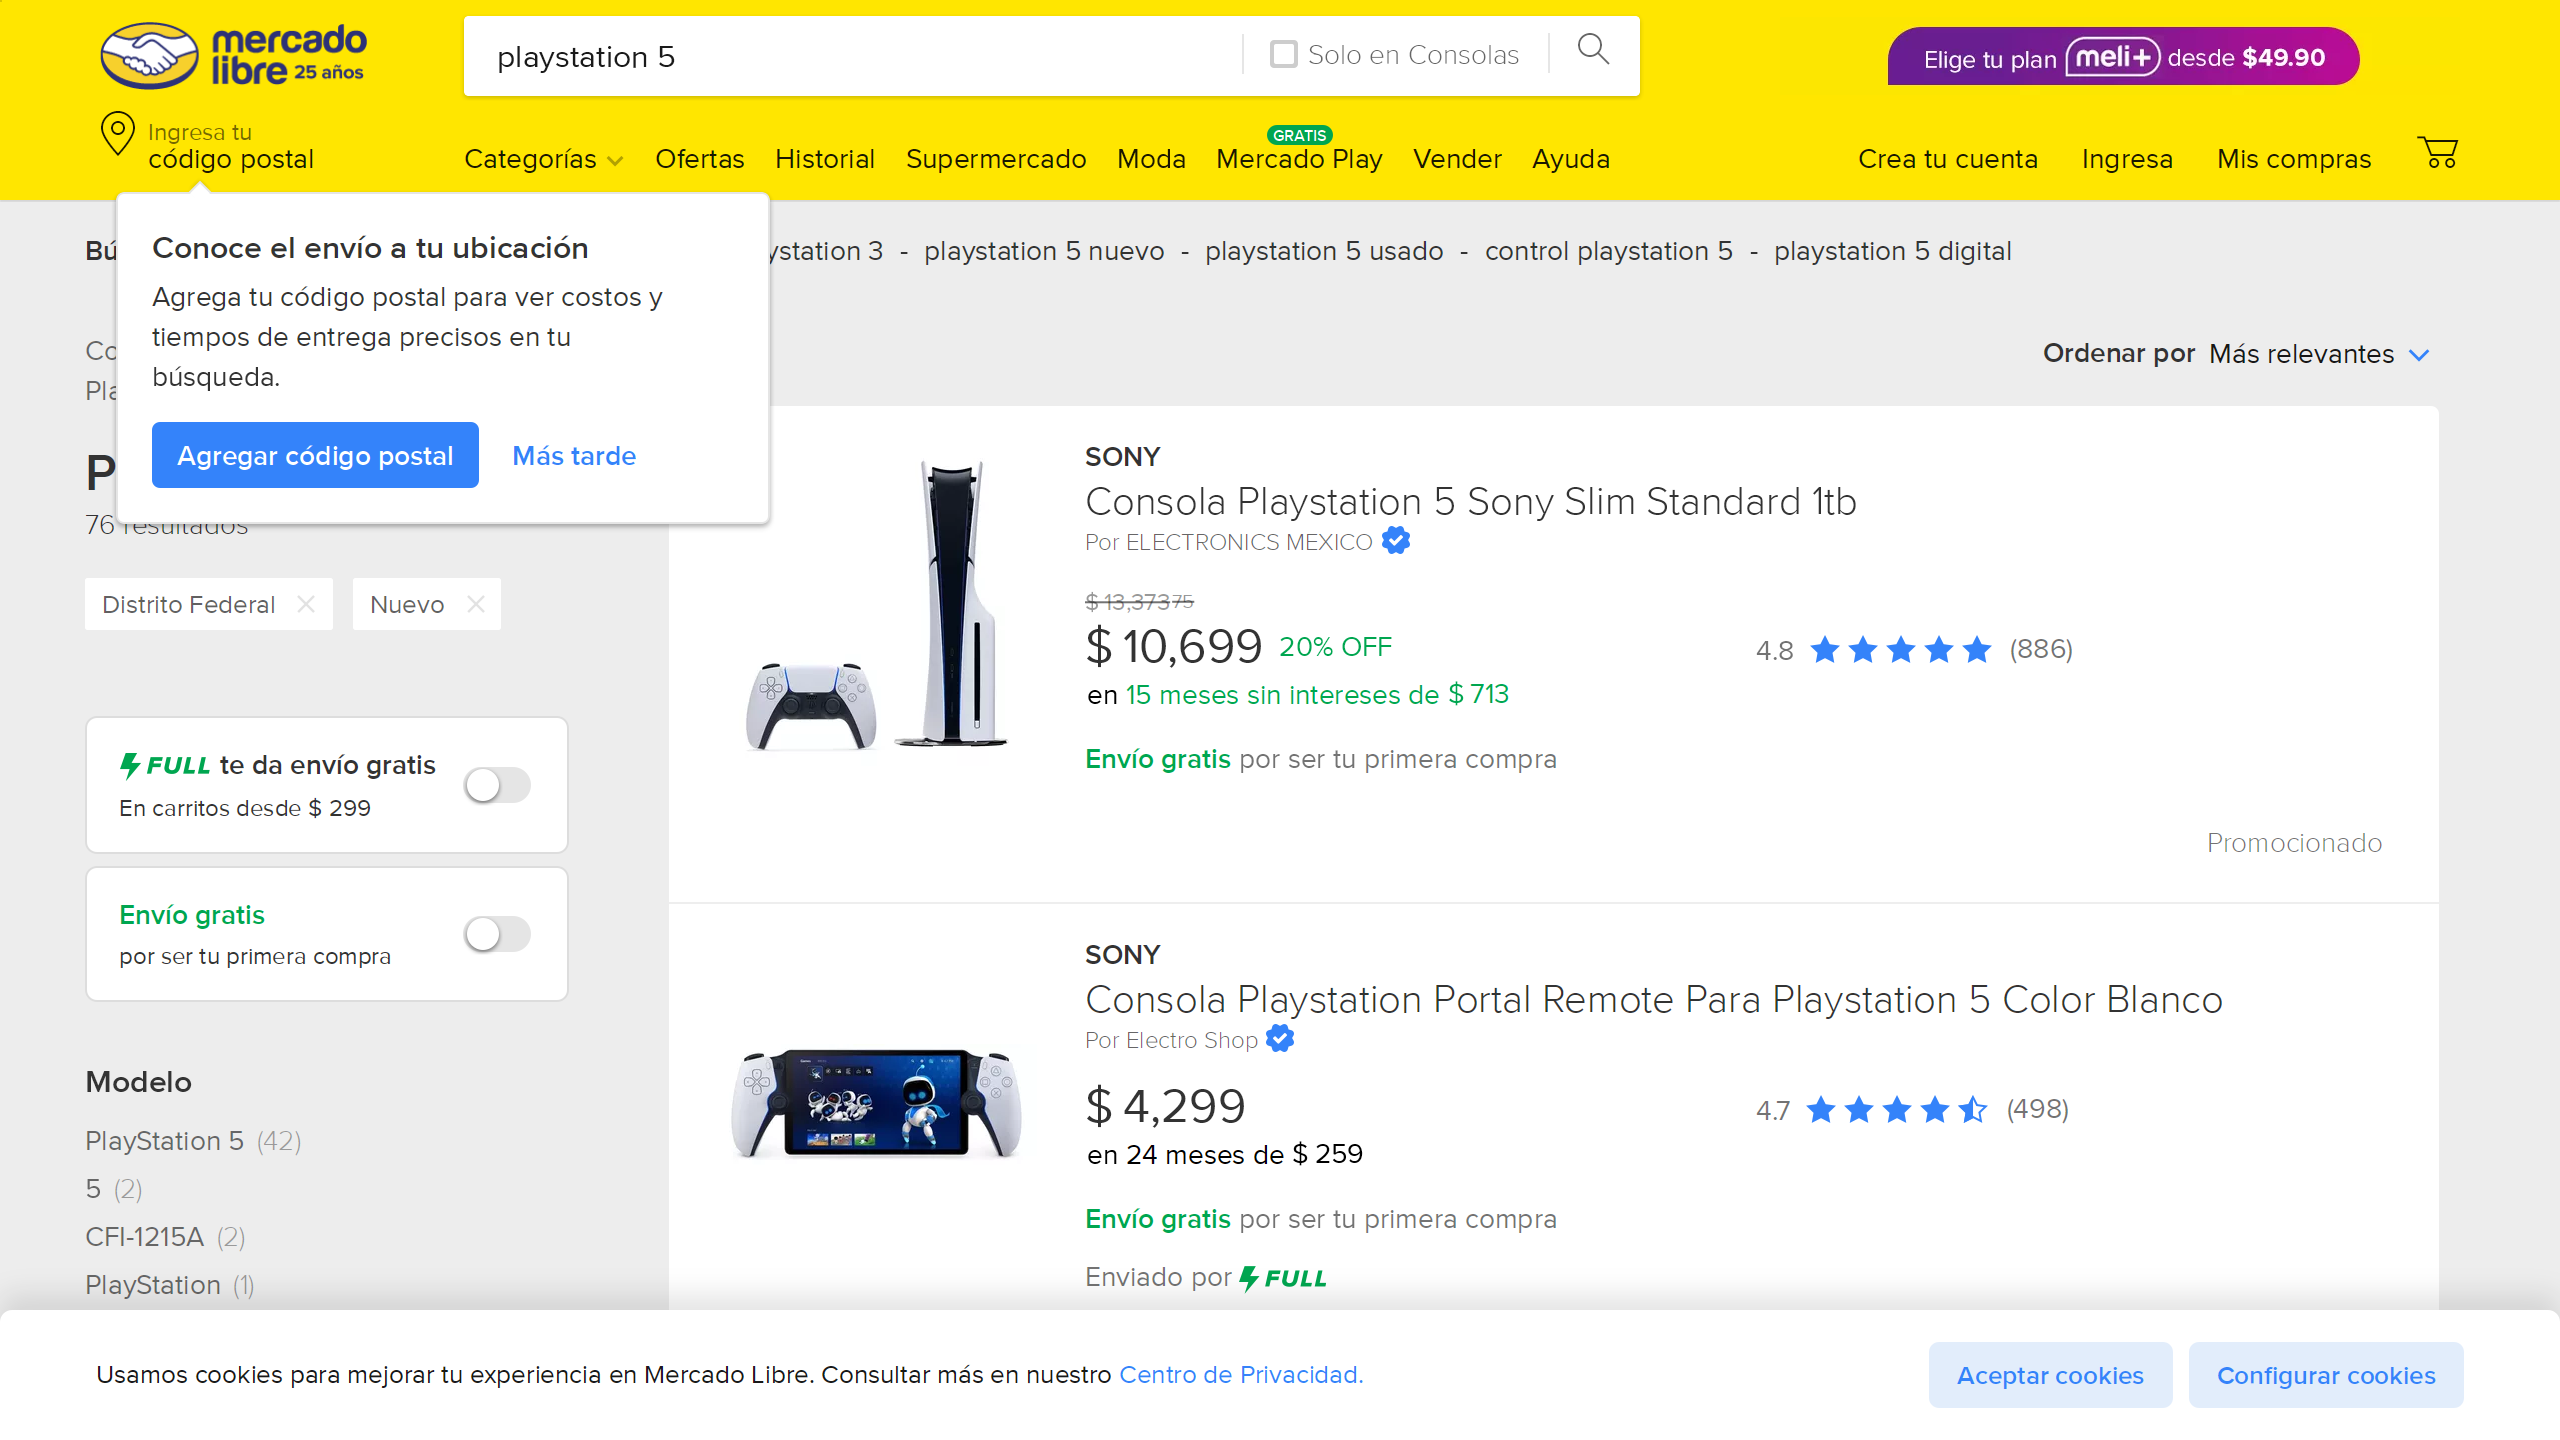 mercado
libre 25 años
playstation 5
Solo en Consolas
Elige tu plan meli+ desde $49.90
Ingresa tu
código postal
Categorías
Ofertas
Historial
Supermercado
Moda
GRATIS
Mercado Play
Vender
Ayuda
Crea tu cuenta
Ingresa
Mis compras
Conoce el envío a tu ubicación
Agrega tu código postal para ver costos y
tiempos de entrega precisos en tu
búsqueda.
Agregar código postal
Más tarde
Bú
ystation 3 - playstation 5 nuevo - playstation 5 usado - control playstation 5 - playstation 5 digital
Co
Pla
P
76 resultados
Ordenar por Más relevantes
Distrito Federal
Nuevo
FULL te da envío gratis
En carritos desde $ 299
Envío gratis
por ser tu primera compra
Modelo
PlayStation 5 (42)
5 (2)
CFI-1215A (2)
PlayStation (1)
SONY
Consola Playstation 5 Sony Slim Standard 1tb
Por ELECTRONICS MEXICO
$ 13,373 75
$ 10,699 20% OFF
en 15 meses sin intereses de $ 713
4.8 (886)
Envío gratis por ser tu primera compra
Promocionado
SONY
Consola Playstation Portal Remote Para Playstation 5 Color Blanco
Por Electro Shop
$ 4,299
en 24 meses de $ 259
4.7 (498)
Envío gratis por ser tu primera compra
Enviado por FULL
Usamos cookies para mejorar tu experiencia en Mercado Libre. Consultar más en nuestro Centro de Privacidad.
Aceptar cookies
Configurar cookies